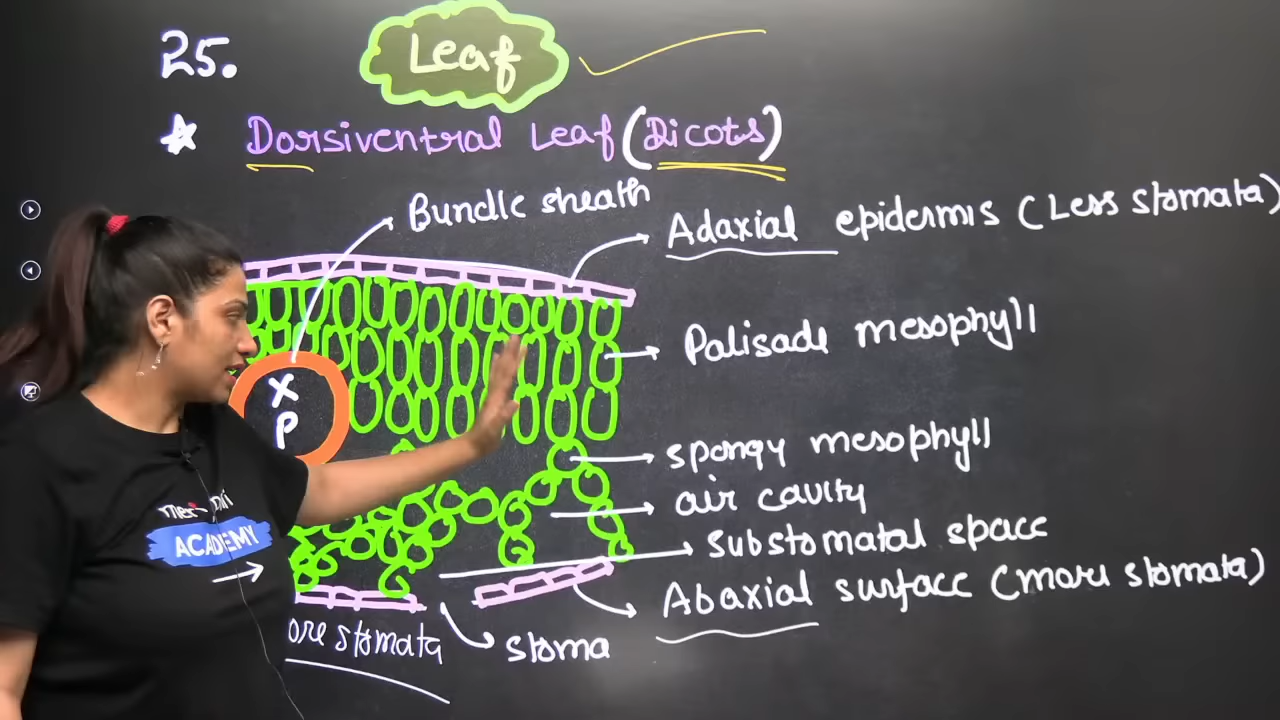 25.
Leaf
Dorsiventral Leaf (Dicots)
Bundle sheath
Adaxial epidermis (Less stomata)
Palisade mesophyll
X
P
spongy mesophyll
air cavity
substomatal space
Abaxial surface (more stomata)
ore stomata
stoma
ACADEMY